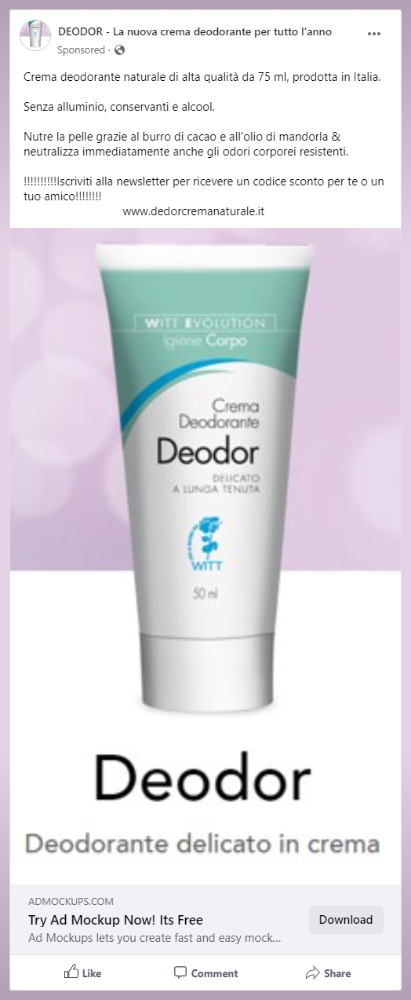 DEODOR - La nuova crema deodorante per tutto l'anno
Sponsored ·
Crema deodorante naturale di alta qualità da 75 ml, prodotta in Italia.
Senza alluminio, conservanti e alcool.
Nutre la pelle grazie al burro di cacao e all'olio di mandorla &
neutralizza immediatamente anche gli odori corporei resistenti.
!!!!!!!!!!Iscriviti alla newsletter per ricevere un codice sconto per te o un
tuo amico!!!!!!!!
www.dedorcremanaturale.it
WITT EVOLUTION
Igiene Corpo
Crema
Deodorante
Deodor
DELICATO
A LUNGA TENUTA
WITT
50 ml
Deodor
Deodorante delicato in crema
ADMOCKUPS.COM
Try Ad Mockup Now! Its Free
Download
Ad Mockups lets you create fast and easy mock...
Like
Comment
Share